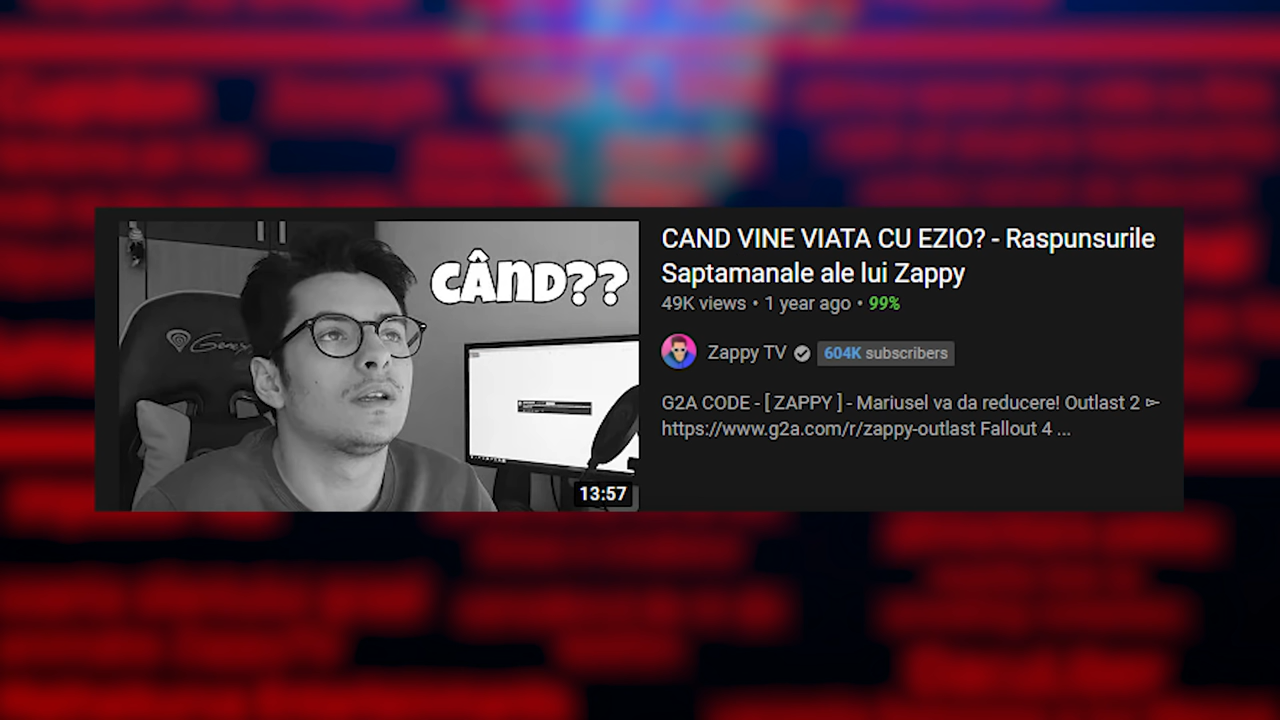 CÂND??
Genesis
13:57
CAND VINE VIATA CU EZIO? - Raspunsurile
Saptamanale ale lui Zappy
49K views • 1 year ago • 99%
Zappy TV 604K subscribers
G2A CODE - [ ZAPPY ] - Mariusel va da reducere! Outlast 2 ⌲
https://www.g2a.com/r/zappy-outlast Fallout 4 ...